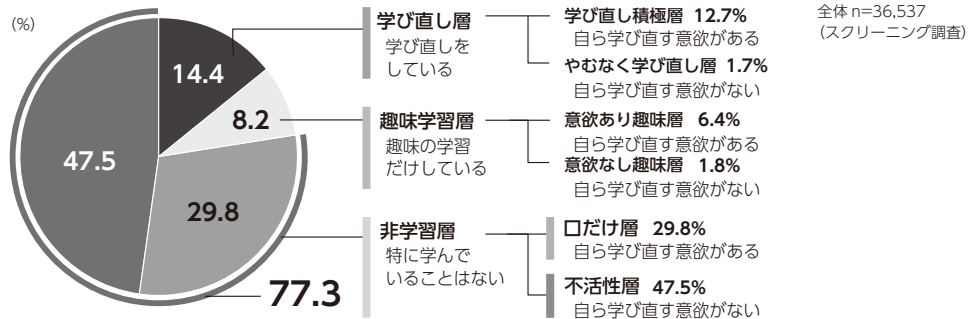 (%)
14.4
8.2
29.8
47.5
77.3
学び直し層
学び直しを
している
学び直し積極層 12.7%
自ら学び直す意欲がある
やむなく学び直し層 1.7%
自ら学び直す意欲がない
趣味学習層
趣味の学習
だけしている
意欲あり趣味層 6.4%
自ら学び直す意欲がある
意欲なし趣味層 1.8%
自ら学び直す意欲がない
非学習層
特に学んで
いることはない
口だけ層 29.8%
自ら学び直す意欲がある
不活性層 47.5%
自ら学び直す意欲がない
全体 n=36,537
(スクリーニング調査)